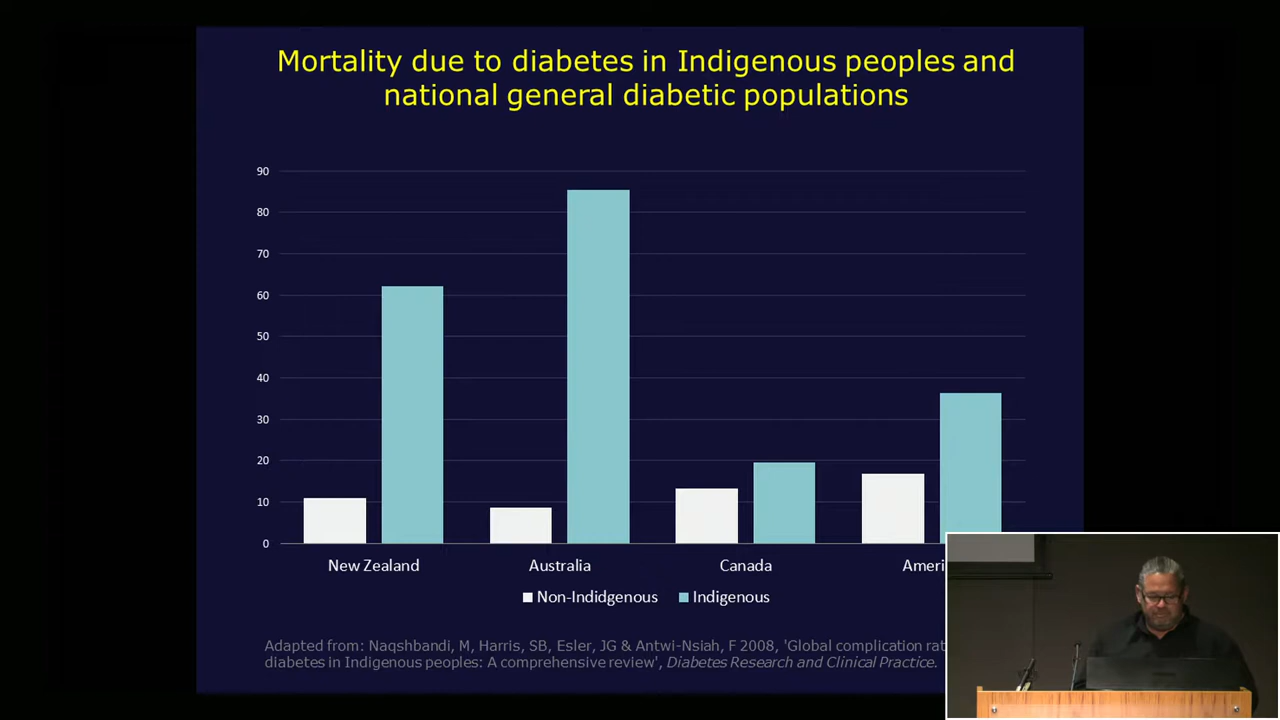 Mortality due to diabetes in Indigenous peoples and
national general diabetic populations
90
80
70
60
50
40
30
20
10
0
New Zealand Australia Canada Ameri
Non-Indidgenous Indigenous
Adapted from: Naqshbandi, M, Harris, SB, Esler, JG & Antwi-Nsiah, F 2008, 'Global complication rat
diabetes in Indigenous peoples: A comprehensive review', Diabetes Research and Clinical Practice.